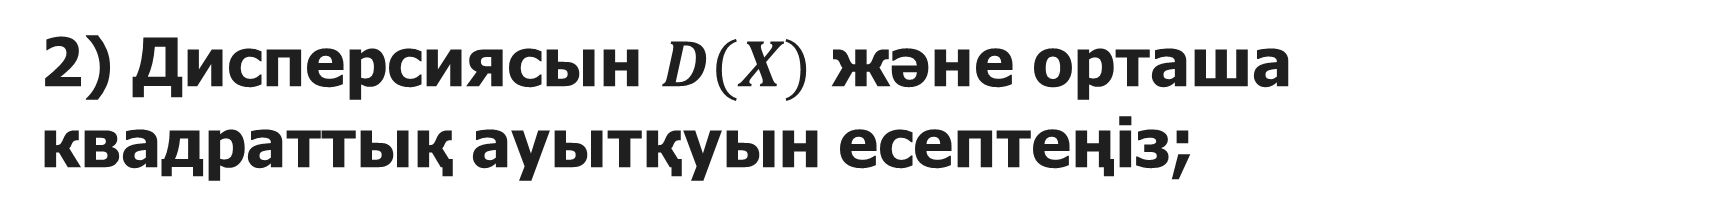 2) Дисперсиясын D(X) және орташа
квадраттық ауытқуын есептеңіз;